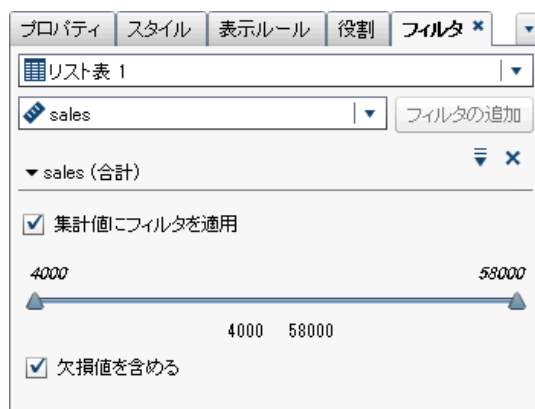 プロパティ スタイル 表示ルール 役割 フィルタ
リスト表 1
sales フィルタの追加
sales (合計)
集計値にフィルタを適用
4000 58000
4000 58000
欠損値を含める